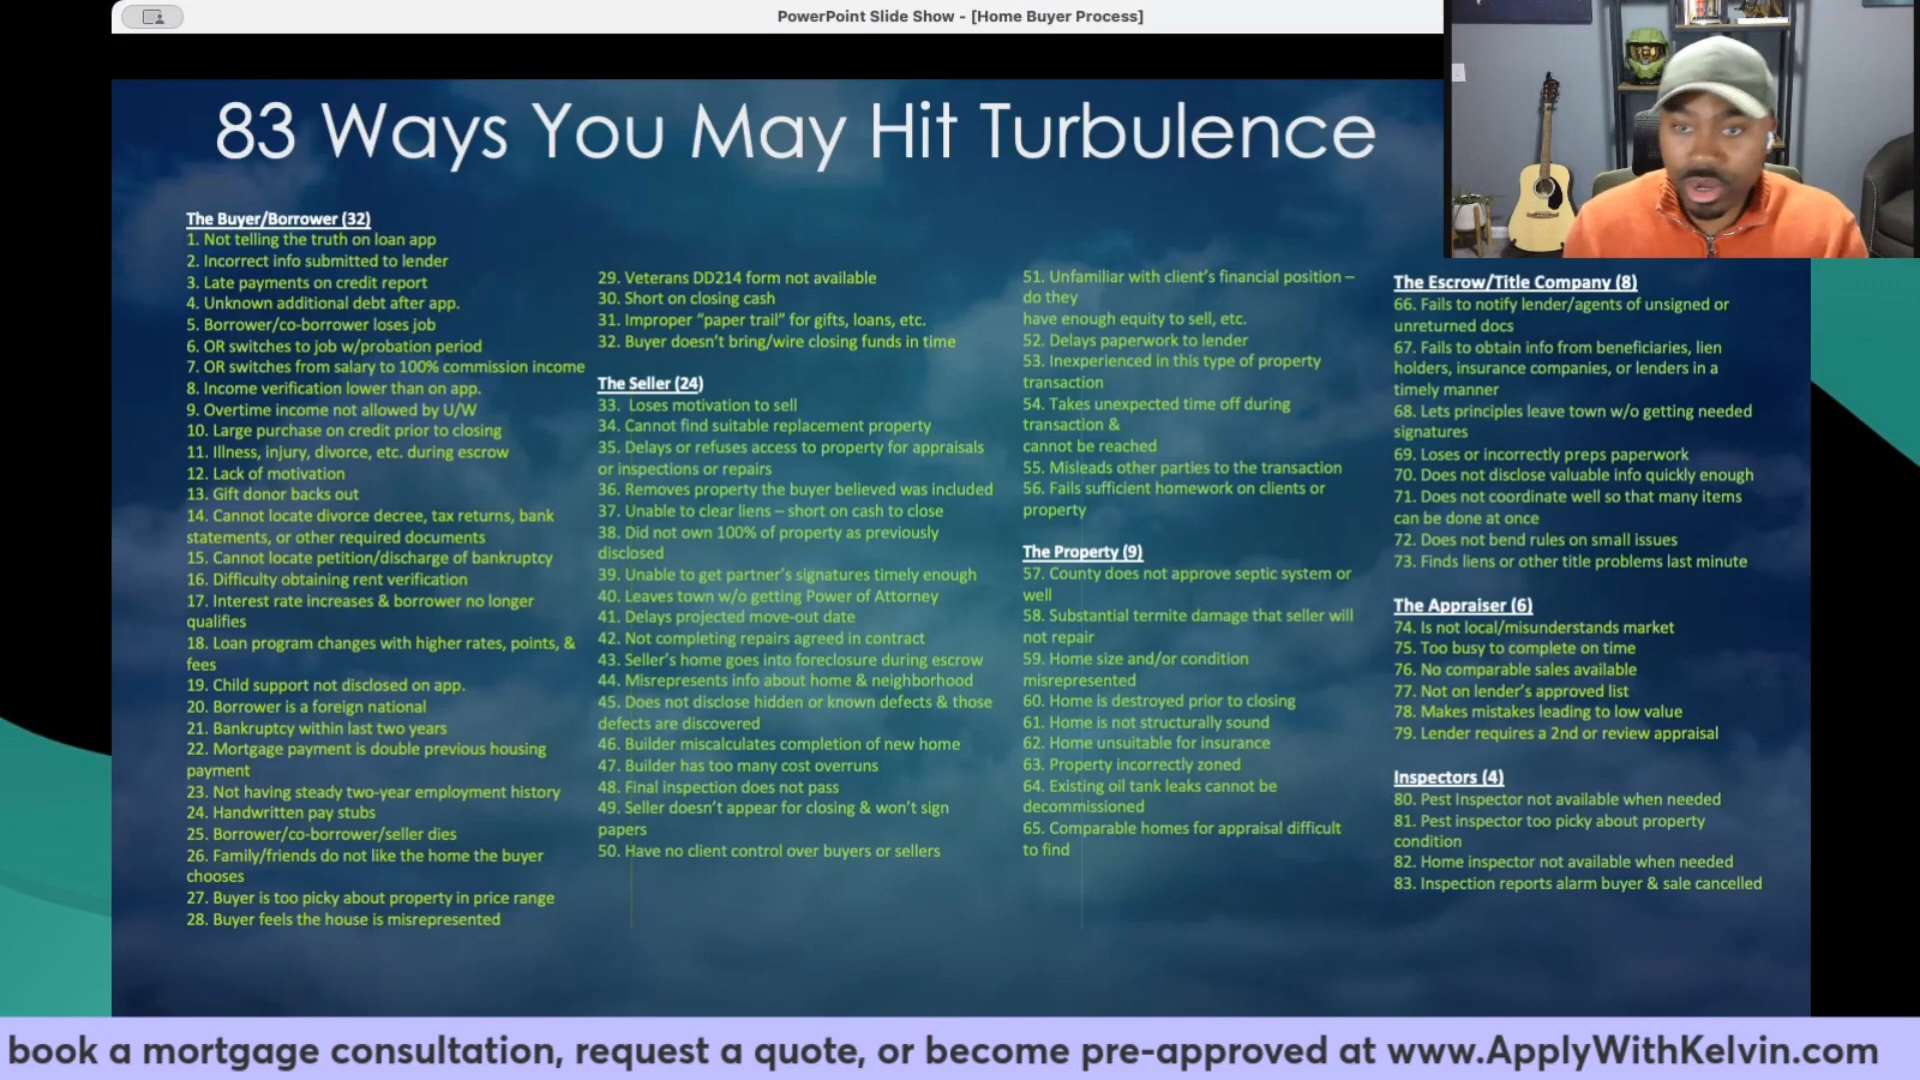 PowerPoint Slide Show - [Home Buyer Process]
83 Ways You May Hit Turbulence
The Buyer/Borrower (32)
1. Not telling the truth on loan app
2. Incorrect info submitted to lender
3. Late payments on credit report
4. Unknown additional debt after app.
5. Borrower/co-borrower loses job
6. OR switches to job w/probation period
7. OR switches from salary to 100% commission income
8. Income verification lower than on app.
9. Overtime income not allowed by U/W
10. Large purchase on credit prior to closing
11. Illness, injury, divorce, etc. during escrow
12. Lack of motivation
13. Gift donor backs out
14. Cannot locate divorce decree, tax returns, bank
statements, or other required documents
15. Cannot locate petition/discharge of bankruptcy
16. Difficulty obtaining rent verification
17. Interest rate increases & borrower no longer
qualifies
18. Loan program changes with higher rates, points, &
fees
19. Child support not disclosed on app.
20. Borrower is a foreign national
21. Bankruptcy within last two years
22. Mortgage payment is double previous housing
payment
23. Not having steady two-year employment history
24. Handwritten pay stubs
25. Borrower/co-borrower/seller dies
26. Family/friends do not like the home the buyer
chooses
27. Buyer is too picky about property in price range
28. Buyer feels the house is misrepresented
29. Veterans DD214 form not available
30. Short on closing cash
31. Improper “paper trail” for gifts, loans, etc.
32. Buyer doesn’t bring/wire closing funds in time
The Seller (24)
33. Loses motivation to sell
34. Cannot find suitable replacement property
35. Delays or refuses access to property for appraisals
or inspections or repairs
36. Removes property the buyer believed was included
37. Unable to clear liens – short on cash to close
38. Did not own 100% of property as previously
disclosed
39. Unable to get partner’s signatures timely enough
40. Leaves town w/o getting Power of Attorney
41. Delays projected move-out date
42. Not completing repairs agreed in contract
43. Seller’s home goes into foreclosure during escrow
44. Misrepresents info about home & neighborhood
45. Does not disclose hidden or known defects & those
defects are discovered
46. Builder miscalculates completion of new home
47. Builder has too many cost overruns
48. Final inspection does not pass
49. Seller doesn’t appear for closing & won’t sign
papers
50. Have no client control over buyers or sellers
51. Unfamiliar with client’s financial position –
do they
have enough equity to sell, etc.
52. Delays paperwork to lender
53. Inexperienced in this type of property
transaction
54. Takes unexpected time off during
transaction &
cannot be reached
55. Misleads other parties to the transaction
56. Fails sufficient homework on clients or
property
The Property (9)
57. County does not approve septic system or
well
58. Substantial termite damage that seller will
not repair
59. Home size and/or condition
misrepresented
60. Home is destroyed prior to closing
61. Home is not structurally sound
62. Home unsuitable for insurance
63. Property incorrectly zoned
64. Existing oil tank leaks cannot be
decommissioned
65. Comparable homes for appraisal difficult
to find
The Escrow/Title Company (8)
66. Fails to notify lender/agents of unsigned or
unreturned docs
67. Fails to obtain info from beneficiaries, lien
holders, insurance companies, or lenders in a
timely manner
68. Lets principles leave town w/o getting needed
signatures
69. Loses or incorrectly preps paperwork
70. Does not disclose valuable info quickly enough
71. Does not coordinate well so that many items
can be done at once
72. Does not bend rules on small issues
73. Finds liens or other title problems last minute
The Appraiser (6)
74. Is not local/misunderstands market
75. Too busy to complete on time
76. No comparable sales available
77. Not on lender’s approved list
78. Makes mistakes leading to low value
79. Lender requires a 2nd or review appraisal
Inspectors (4)
80. Pest Inspector not available when needed
81. Pest inspector too picky about property
condition
82. Home inspector not available when needed
83. Inspection reports alarm buyer & sale cancelled
book a mortgage consultation, request a quote, or become pre-approved at www.ApplyWithKelvin.com